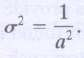 σ² = 1/a².